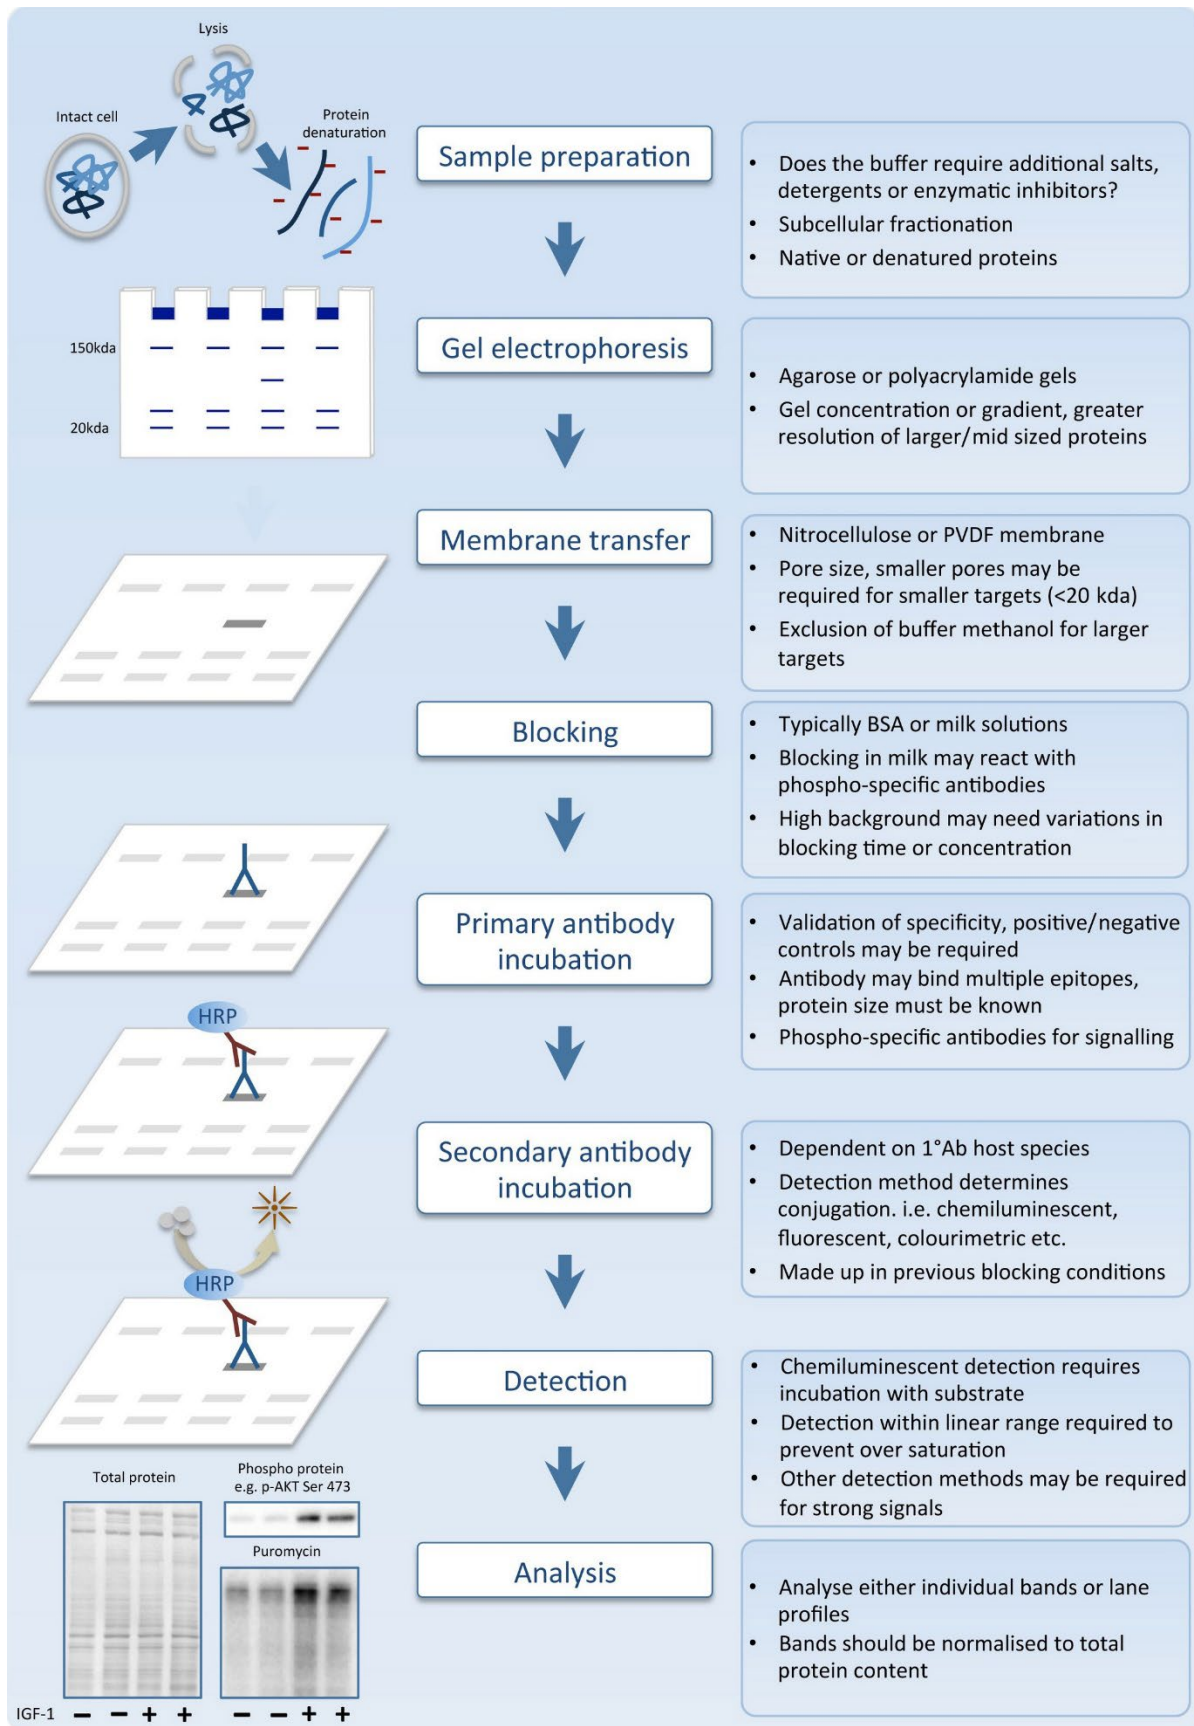 Lysis
Intact cell
Protein
denaturation
Sample preparation
• Does the buffer require additional salts,
detergents or enzymatic inhibitors?
• Subcellular fractionation
• Native or denatured proteins
150kda
20kda
Gel electrophoresis
• Agarose or polyacrylamide gels
• Gel concentration or gradient, greater
resolution of larger/mid sized proteins
Membrane transfer
• Nitrocellulose or PVDF membrane
• Pore size, smaller pores may be
required for smaller targets (<20 kda)
• Exclusion of buffer methanol for larger
targets
Blocking
• Typically BSA or milk solutions
• Blocking in milk may react with
phospho-specific antibodies
• High background may need variations in
blocking time or concentration
Primary antibody
incubation
• Validation of specificity, positive/negative
controls may be required
• Antibody may bind multiple epitopes,
protein size must be known
• Phospho-specific antibodies for signalling
HRP
Secondary antibody
incubation
• Dependent on 1°Ab host species
• Detection method determines
conjugation. i.e. chemiluminescent,
fluorescent, colourimetric etc.
• Made up in previous blocking conditions
HRP
Detection
• Chemiluminescent detection requires
incubation with substrate
• Detection within linear range required to
prevent over saturation
• Other detection methods may be required
for strong signals
Total protein
Phospho protein
e.g. p-AKT Ser 473
Puromycin
Analysis
• Analyse either individual bands or lane
profiles
• Bands should be normalised to total
protein content
IGF-1 − − + + − − + +